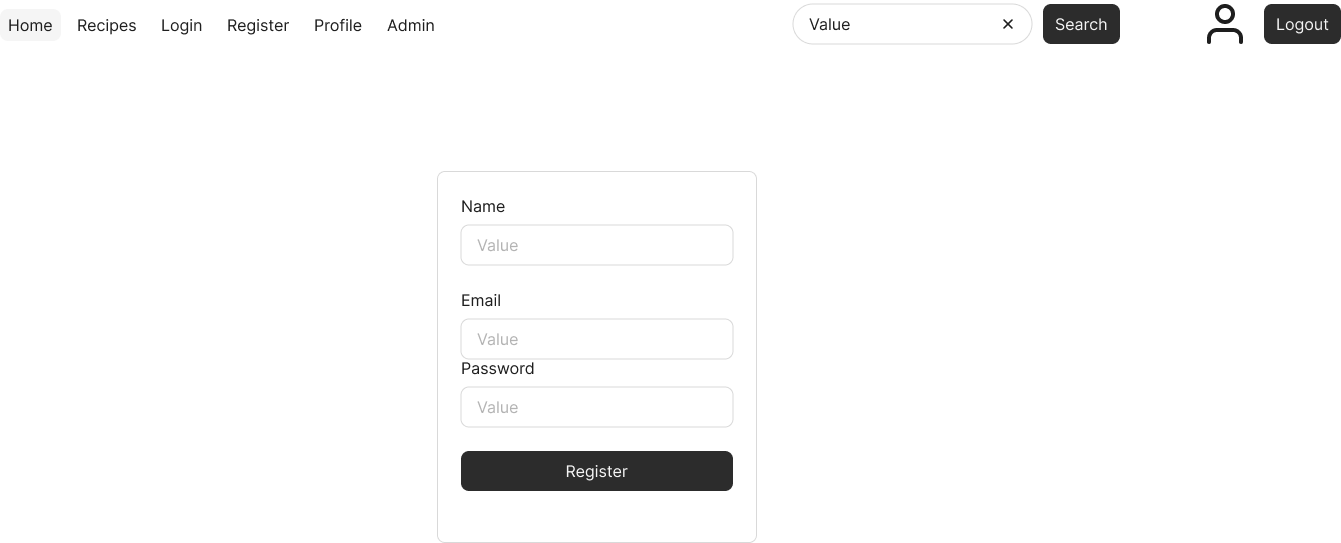 Home Recipes Login Register Profile Admin Value Search Logout
Name
Value
Email
Value
Password
Value
Register